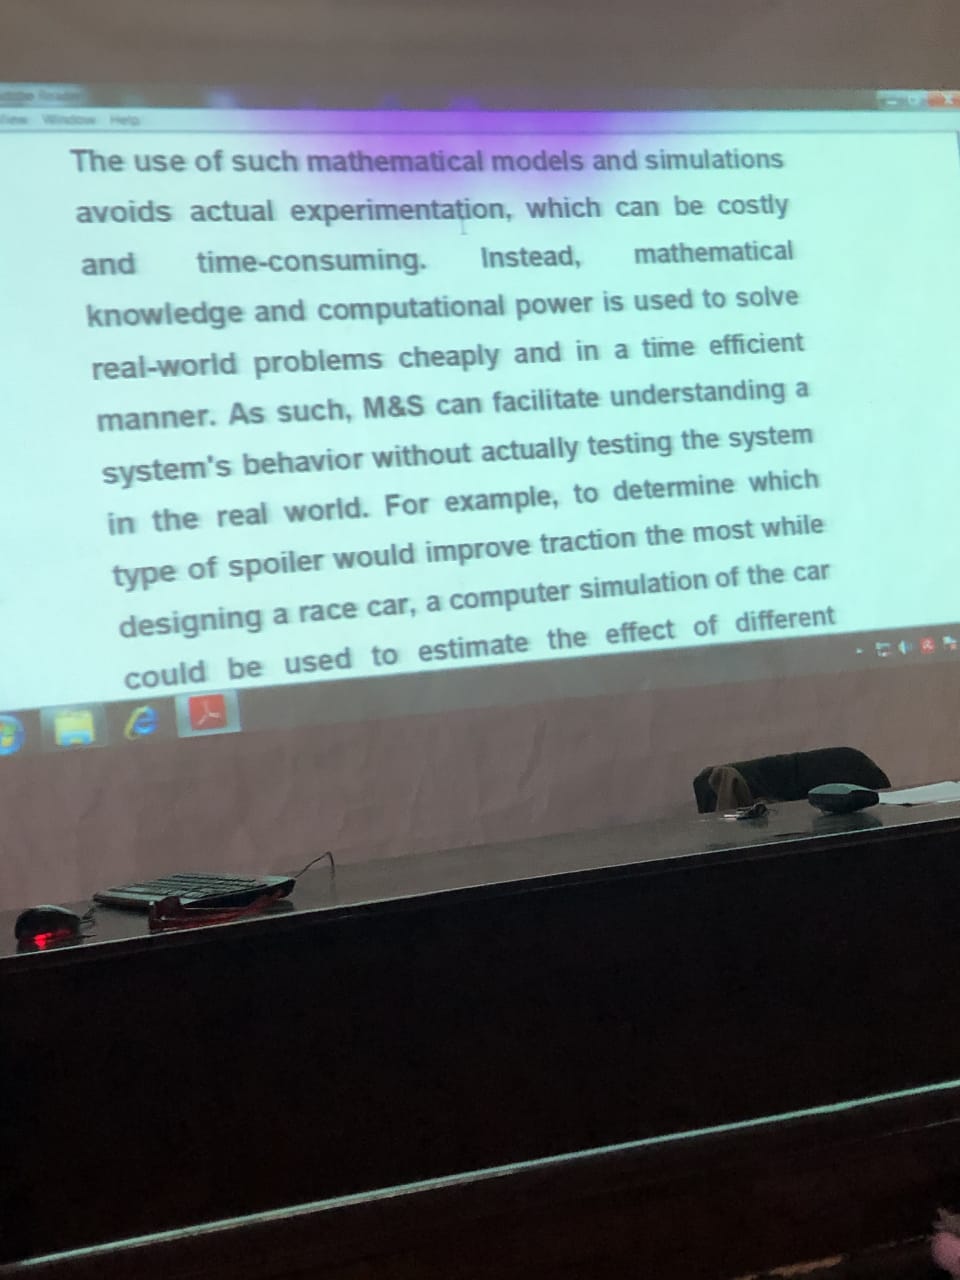 View Window Help
The use of such mathematical models and simulations
avoids actual experimentation, which can be costly
and time-consuming. Instead, mathematical
knowledge and computational power is used to solve
real-world problems cheaply and in a time efficient
manner. As such, M&S can facilitate understanding a
system's behavior without actually testing the system
in the real world. For example, to determine which
type of spoiler would improve traction the most while
designing a race car, a computer simulation of the car
could be used to estimate the effect of different